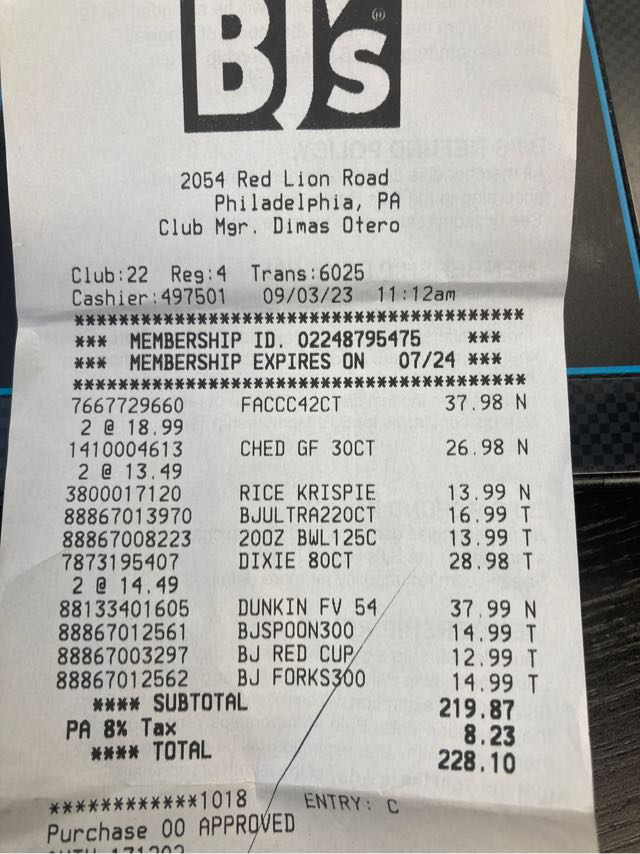 BJ's ®
2054 Red Lion Road
Philadelphia, PA
Club Mgr. Dimas Otero
Club:22 Reg:4 Trans:6025
Cashier:497501 09/03/23 11:12am
*****************************************
*** MEMBERSHIP ID. 02248795475 ***
*** MEMBERSHIP EXPIRES ON 07/24 ***
*****************************************
7667729660 FACCC42CT 37.98 N
2 @ 18.99
1410004613 CHED GF 30CT 26.98 N
2 @ 13.49
3800017120 RICE KRISPIE 13.99 N
88867013970 BJULTRA220CT 16.99 T
88867008223 20OZ BWL125C 13.99 T
7873195407 DIXIE 80CT 28.98 T
2 @ 14.49
88133401605 DUNKIN FV 54 37.99 N
88867012561 BJSPOON300 14.99 T
88867003297 BJ RED CUP 12.99 T
88867012562 BJ FORKS300 14.99 T
**** SUBTOTAL 219.87
PA 8% Tax 8.23
**** TOTAL 228.10
************1018 ENTRY: C
Purchase 00 APPROVED